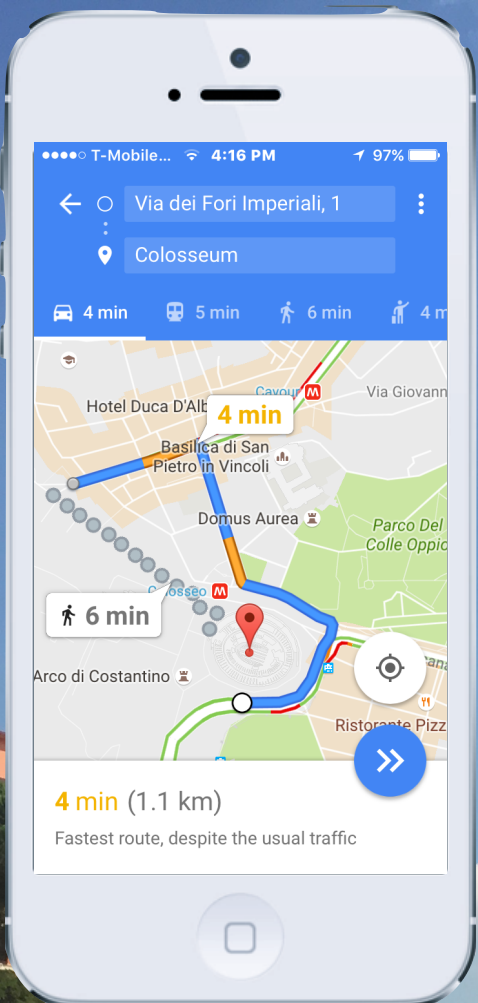 T-Mobile...
4:16 PM
97%
Via dei Fori Imperiali, 1
Colosseum
4 min
5 min
6 min
4 m
Cavour
M
Via Giovann
Hotel Duca D'Alb
4 min
Basilica di San
Pietro in Vincoli
Domus Aurea
Parco Del
Colle Oppio
Colosseo
M
6 min
Arco di Costantino
Ristorante Pizz
4 min (1.1 km)
Fastest route, despite the usual traffic